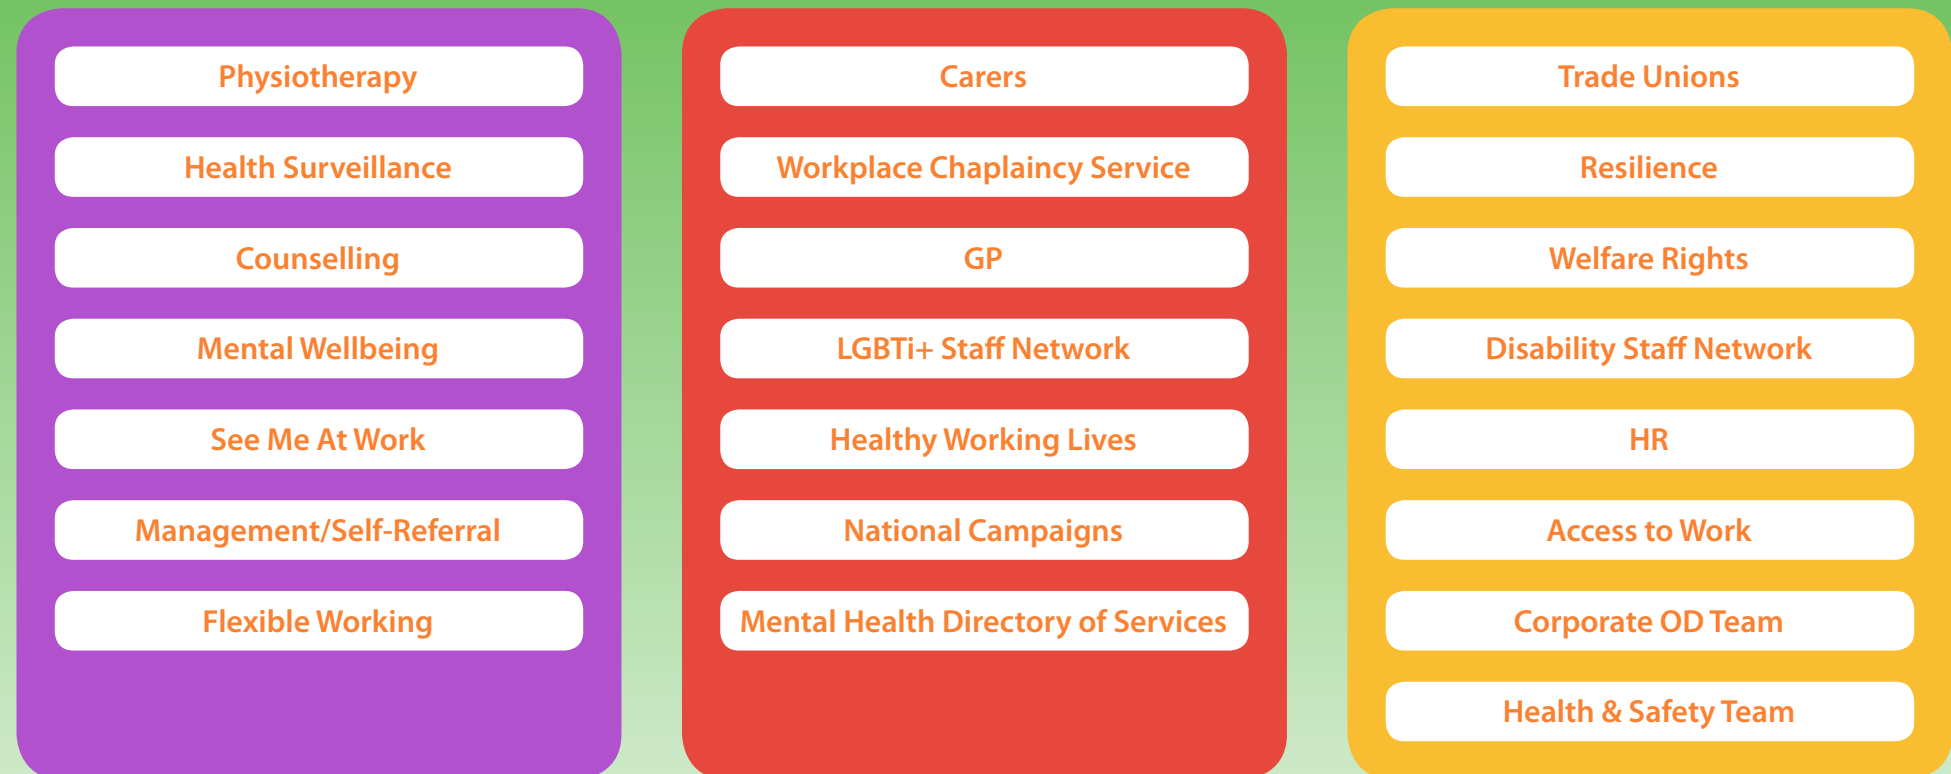 Physiotherapy
Health Surveillance
Counselling
Mental Wellbeing
See Me At Work
Management/Self-Referral
Flexible Working
Carers
Workplace Chaplaincy Service
GP
LGBTi+ Staff Network
Healthy Working Lives
National Campaigns
Mental Health Directory of Services
Trade Unions
Resilience
Welfare Rights
Disability Staff Network
HR
Access to Work
Corporate OD Team
Health & Safety Team